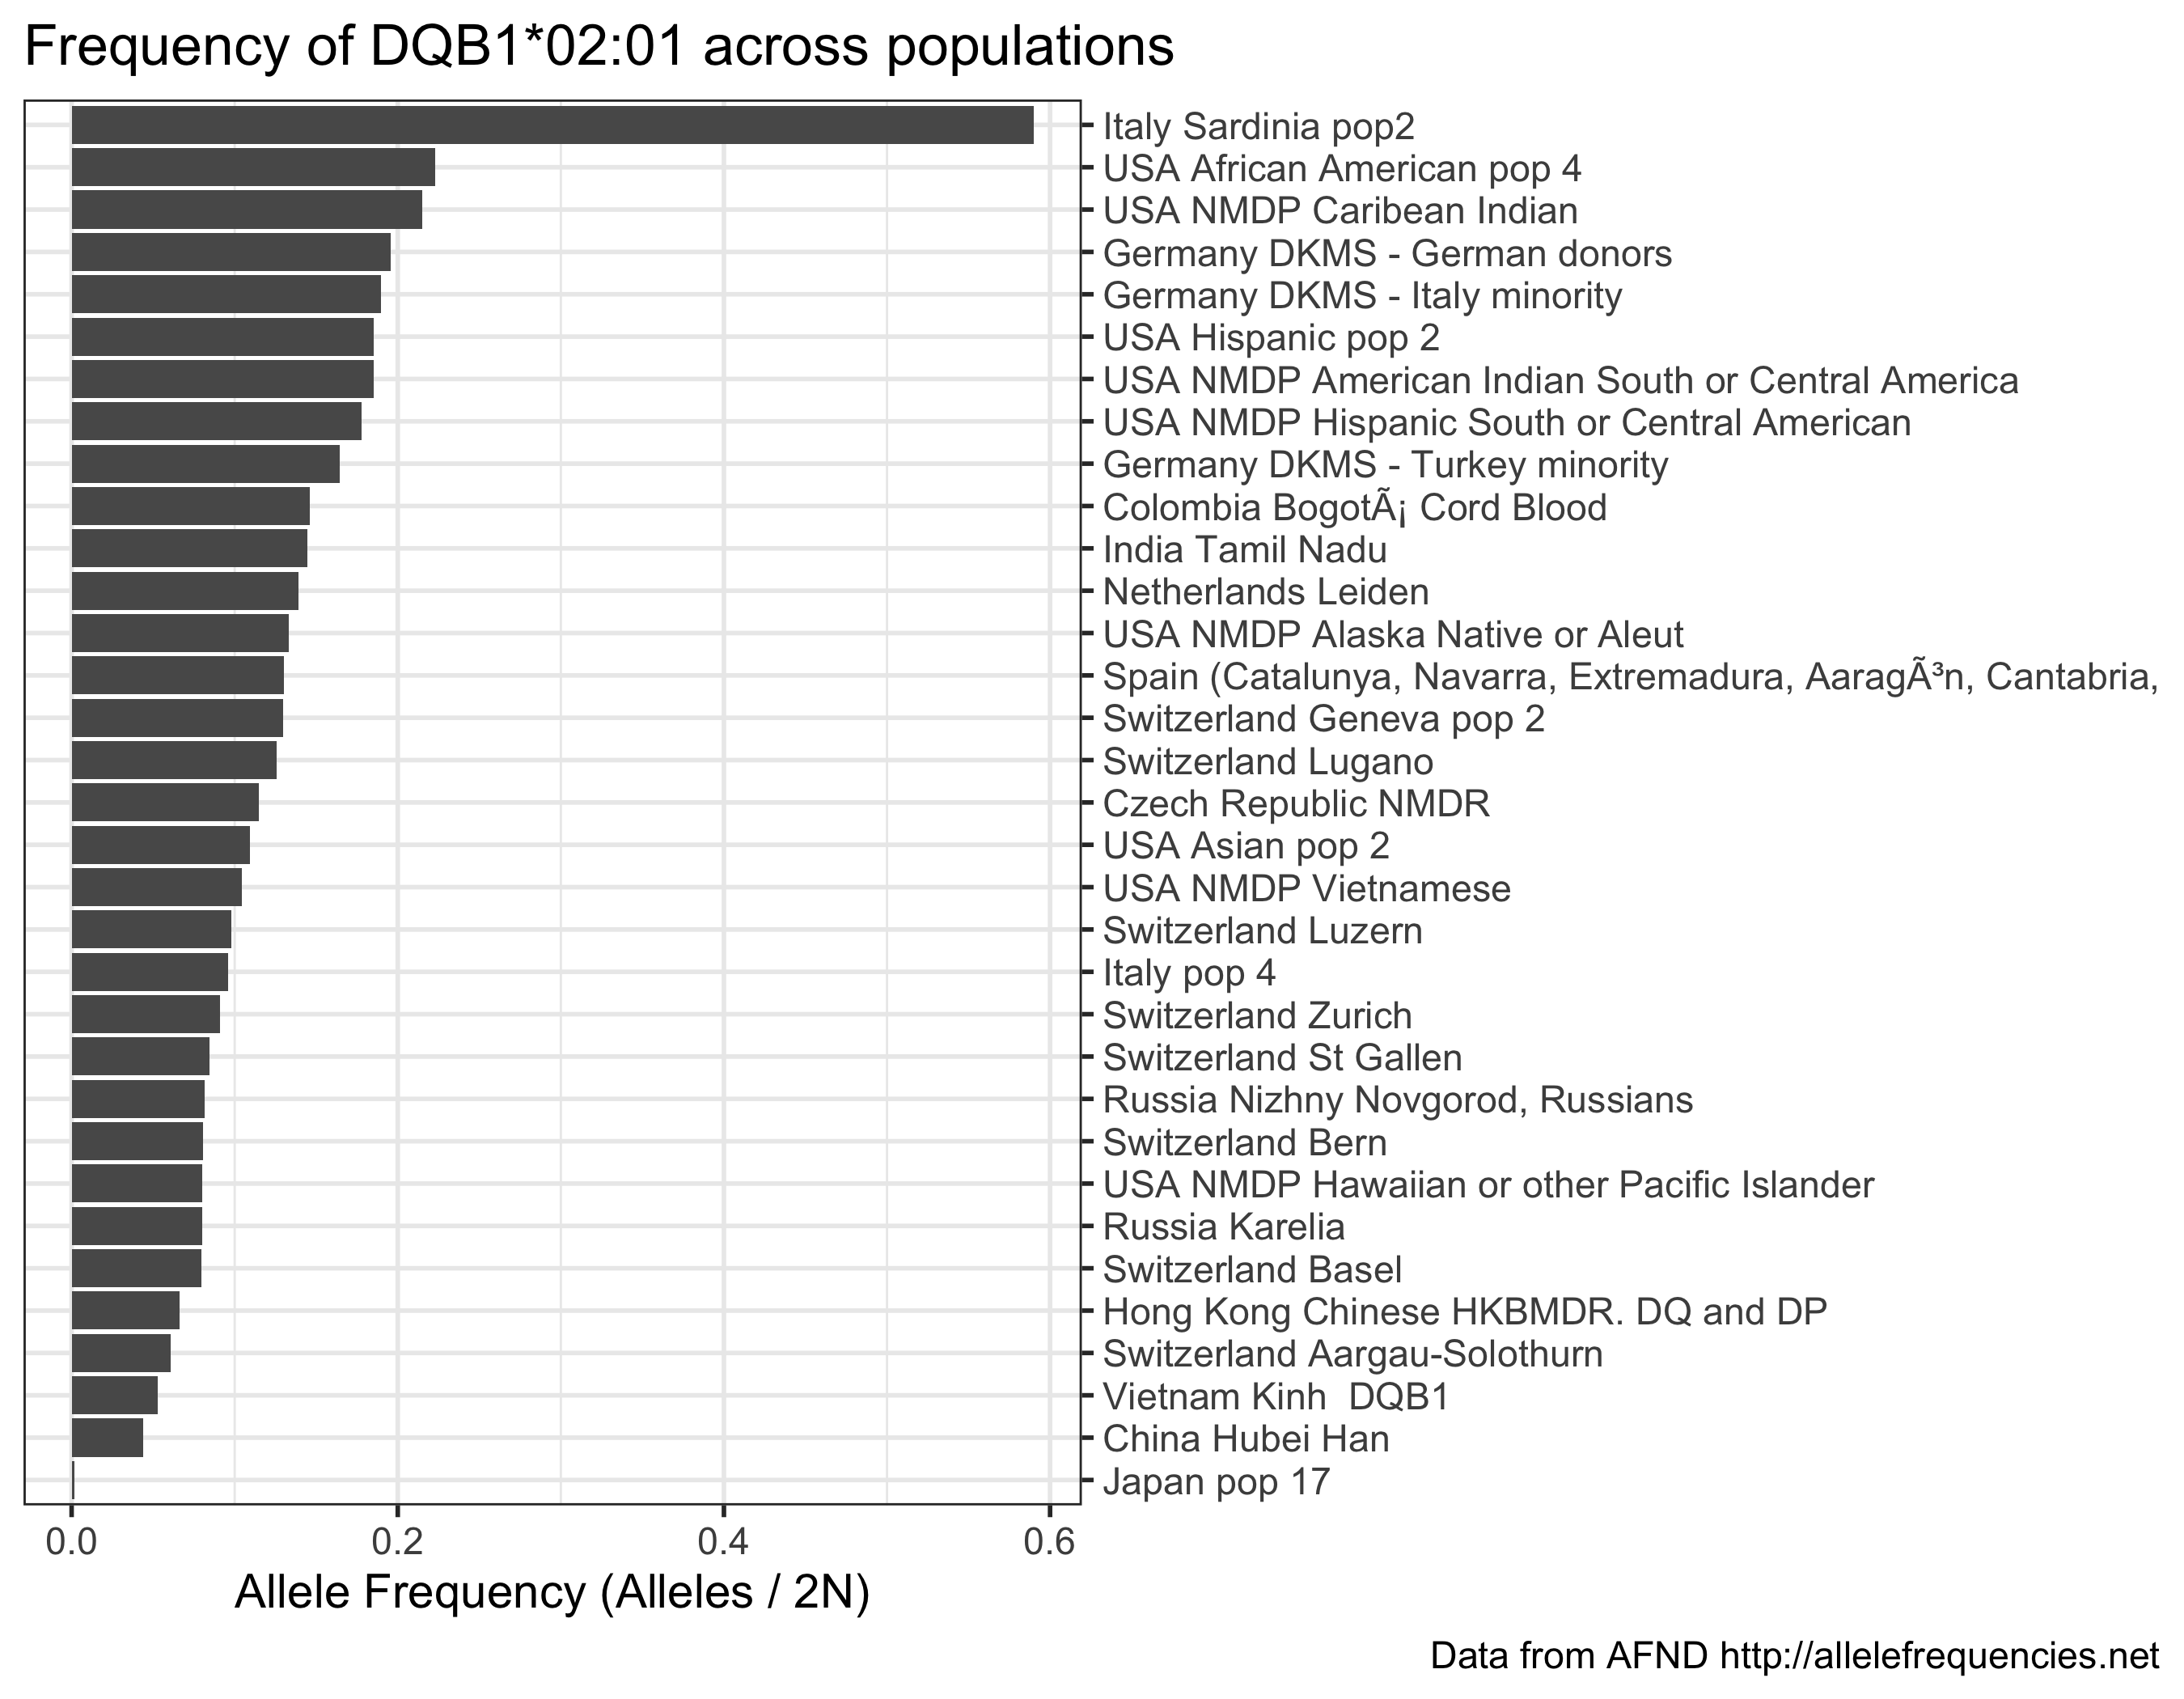 Frequency of DQB1*02:01 across populations
Italy Sardinia pop2
USA African American pop 4
USA NMDP Caribean Indian
Germany DKMS - German donors
Germany DKMS - Italy minority
USA Hispanic pop 2
USA NMDP American Indian South or Central America
USA NMDP Hispanic South or Central American
Germany DKMS - Turkey minority
Colombia BogotÃ¡ Cord Blood
India Tamil Nadu
Netherlands Leiden
USA NMDP Alaska Native or Aleut
Spain (Catalunya, Navarra, Extremadura, AaragÃ³n, Cantabria,
Switzerland Geneva pop 2
Switzerland Lugano
Czech Republic NMDR
USA Asian pop 2
USA NMDP Vietnamese
Switzerland Luzern
Italy pop 4
Switzerland Zurich
Switzerland St Gallen
Russia Nizhny Novgorod, Russians
Switzerland Bern
USA NMDP Hawaiian or other Pacific Islander
Russia Karelia
Switzerland Basel
Hong Kong Chinese HKBMDR. DQ and DP
Switzerland Aargau-Solothurn
Vietnam Kinh  DQB1
China Hubei Han
Japan pop 17
0.0 0.2 0.4 0.6
Allele Frequency (Alleles / 2N)
Data from AFND http://allelefrequencies.net